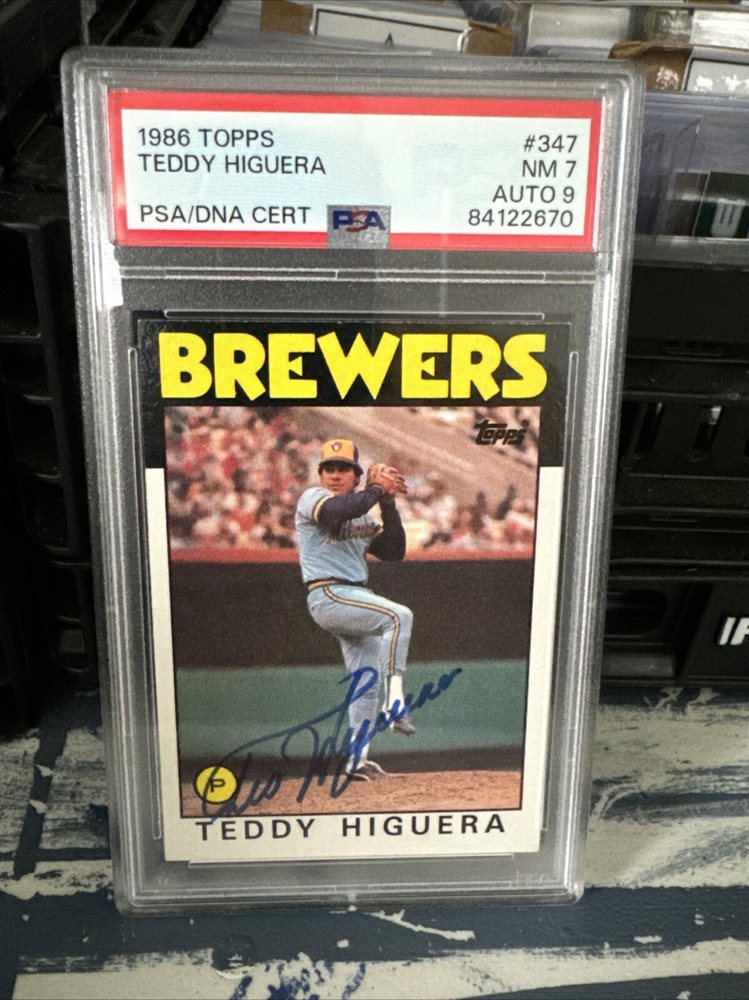 1986 TOPPS #347
TEDDY HIGUERA NM 7
AUTO 9
PSA/DNA CERT PSA 84122670
BREWERS
Topps
P
TEDDY HIGUERA